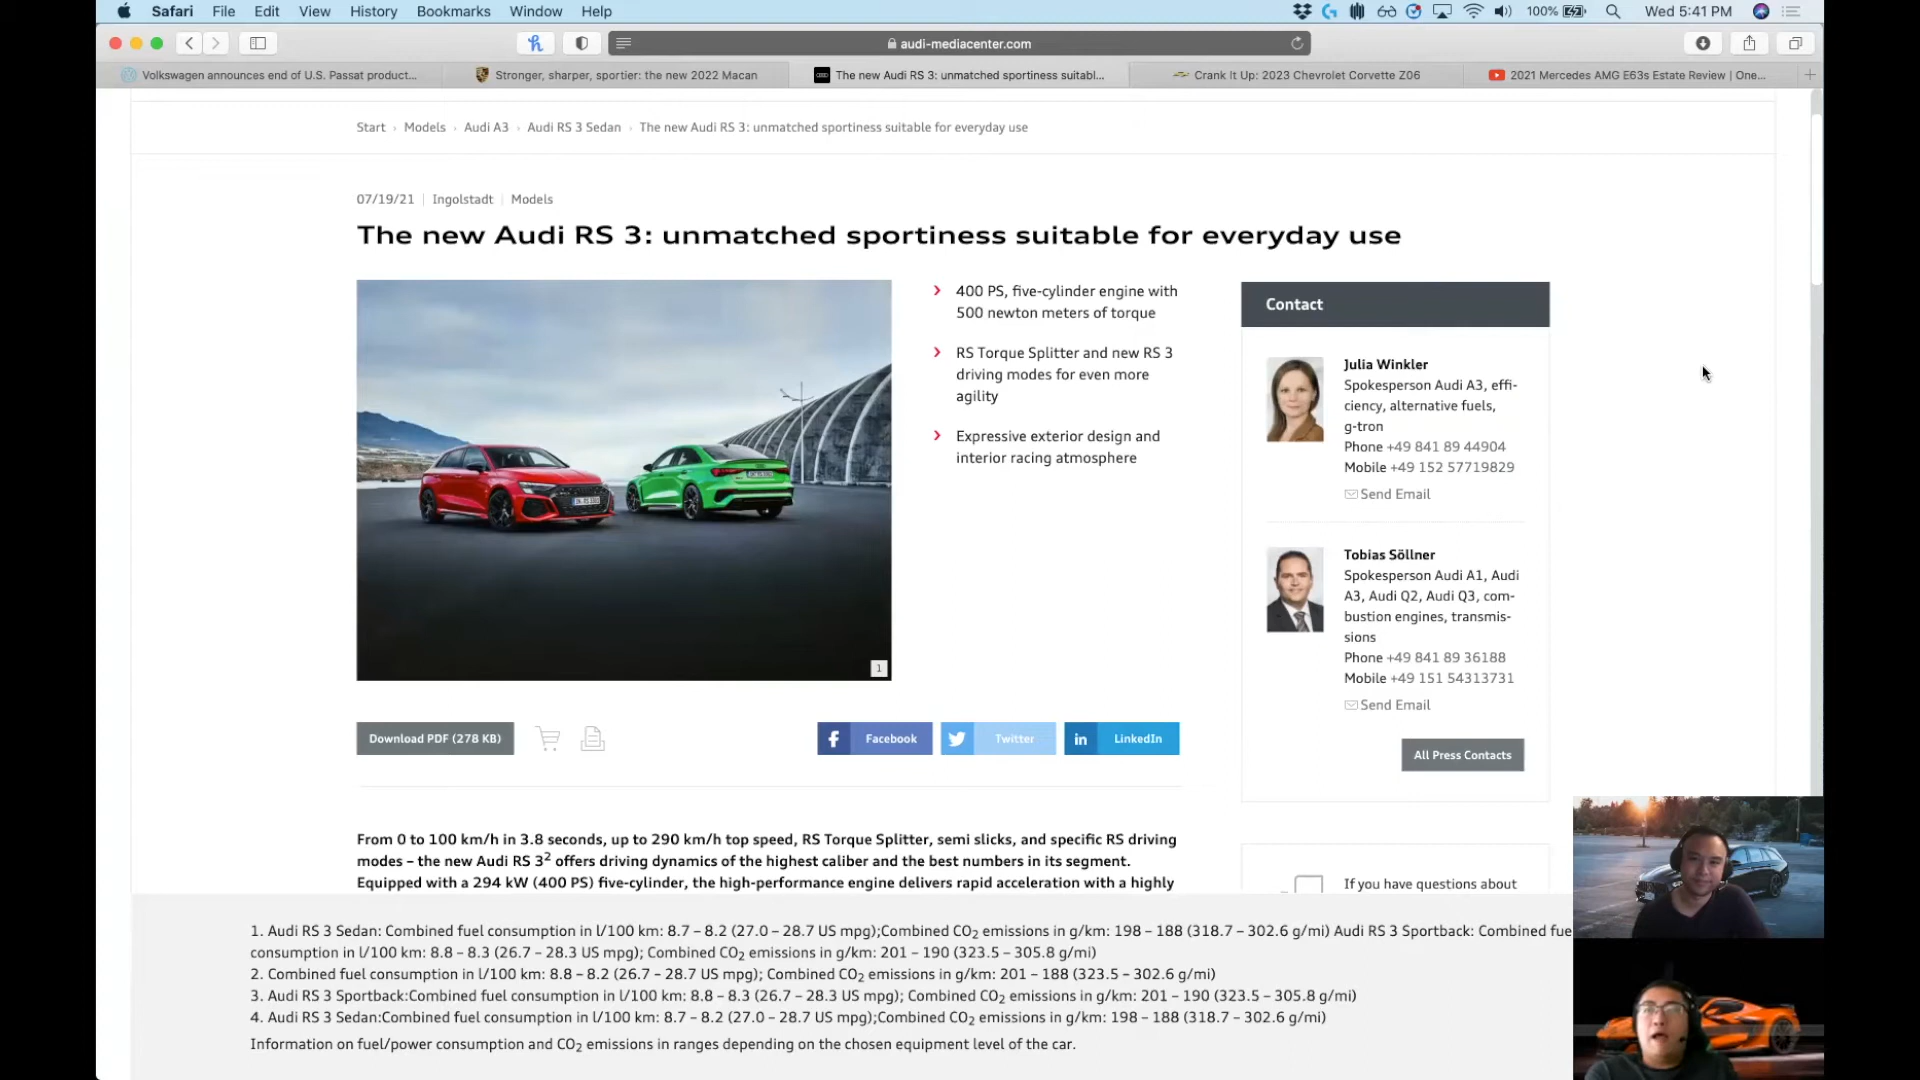 Safari File Edit View History Bookmarks Window Help 100% Wed 5:41 PM
audi-mediacenter.com
Volkswagen announces end of U.S. Passat product... Stronger, sharper, sportier: the new 2022 Macan The new Audi RS 3: unmatched sportiness suitabl... Crank It Up: 2023 Chevrolet Corvette Z06 2021 Mercedes AMG E63s Estate Review | One...
Start › Models › Audi A3 › Audi RS 3 Sedan › The new Audi RS 3: unmatched sportiness suitable for everyday use
07/19/21 | Ingolstadt | Models
The new Audi RS 3: unmatched sportiness suitable for everyday use
400 PS, five-cylinder engine with
500 newton meters of torque
RS Torque Splitter and new RS 3
driving modes for even more
agility
Expressive exterior design and
interior racing atmosphere
1
Contact
Julia Winkler
Spokesperson Audi A3, effi-
ciency, alternative fuels,
g-tron
Phone +49 841 89 44904
Mobile +49 152 57719829
Send Email
Tobias Söllner
Spokesperson Audi A1, Audi
A3, Audi Q2, Audi Q3, com-
bustion engines, transmis-
sions
Phone +49 841 89 36188
Mobile +49 151 54313731
Send Email
All Press Contacts
Download PDF (278 KB) Facebook Twitter LinkedIn
From 0 to 100 km/h in 3.8 seconds, up to 290 km/h top speed, RS Torque Splitter, semi slicks, and specific RS driving
modes – the new Audi RS 3² offers driving dynamics of the highest caliber and the best numbers in its segment.
Equipped with a 294 kW (400 PS) five-cylinder, the high-performance engine delivers rapid acceleration with a highly
If you have questions about
1. Audi RS 3 Sedan: Combined fuel consumption in l/100 km: 8.7 – 8.2 (27.0 – 28.7 US mpg);Combined CO₂ emissions in g/km: 198 – 188 (318.7 – 302.6 g/mi) Audi RS 3 Sportback: Combined fue
consumption in l/100 km: 8.8 – 8.3 (26.7 – 28.3 US mpg); Combined CO₂ emissions in g/km: 201 – 190 (323.5 – 305.8 g/mi)
2. Combined fuel consumption in l/100 km: 8.8 – 8.2 (26.7 – 28.7 US mpg); Combined CO₂ emissions in g/km: 201 – 188 (323.5 – 302.6 g/mi)
3. Audi RS 3 Sportback:Combined fuel consumption in l/100 km: 8.8 – 8.3 (26.7 – 28.3 US mpg); Combined CO₂ emissions in g/km: 201 – 190 (323.5 – 305.8 g/mi)
4. Audi RS 3 Sedan:Combined fuel consumption in l/100 km: 8.7 – 8.2 (27.0 – 28.7 US mpg);Combined CO₂ emissions in g/km: 198 – 188 (318.7 – 302.6 g/mi)
Information on fuel/power consumption and CO₂ emissions in ranges depending on the chosen equipment level of the car.